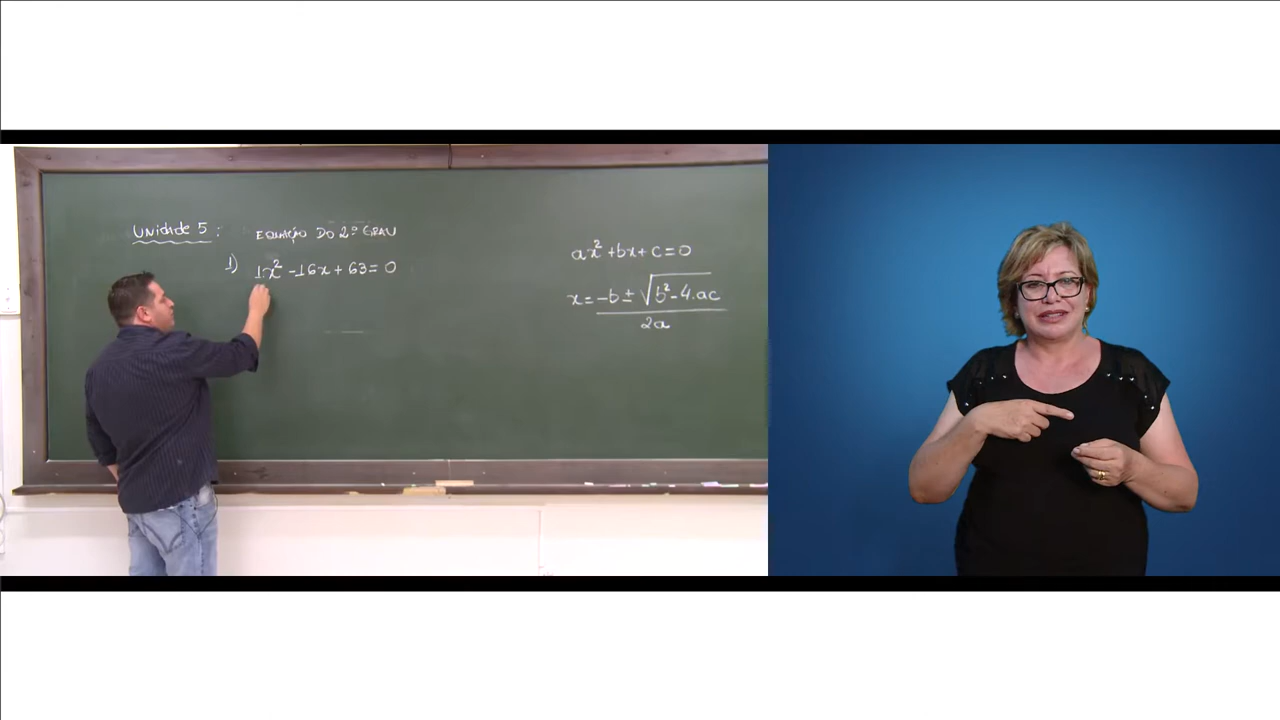 Unidade 5: EQUAÇÃO DO 2º GRAU
1) 1x² - 16x + 63 = 0
ax² + bx + c = 0
x = -b ± √b² - 4.ac
2a